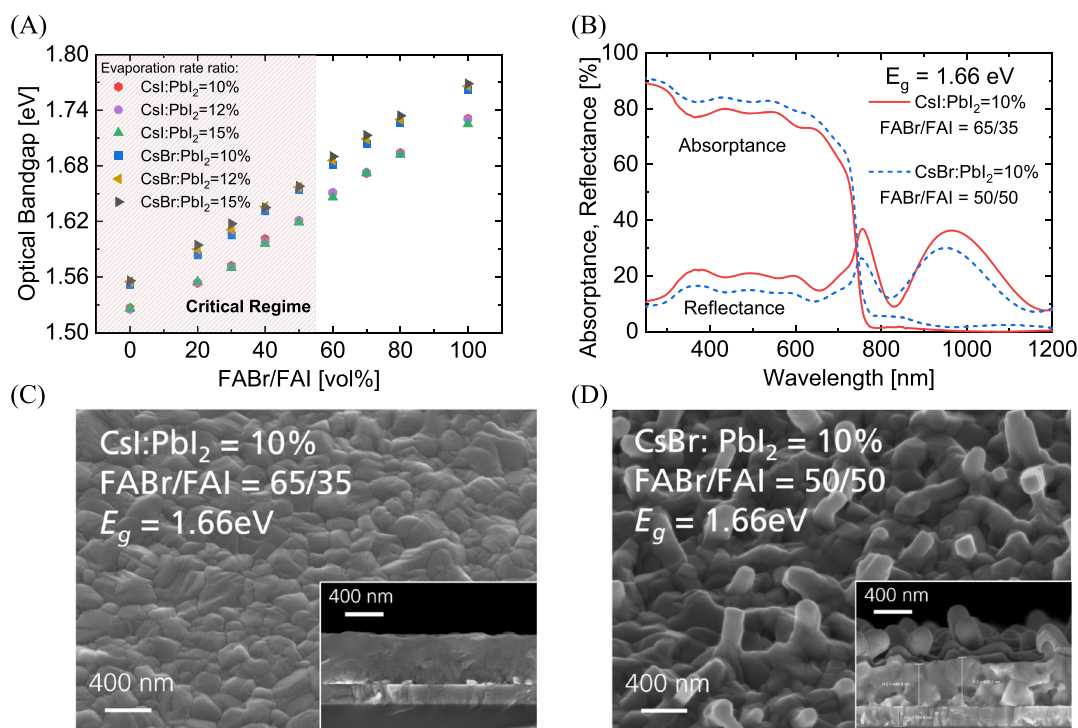 (A)
1.80
1.74
1.68
1.62
1.56
1.50
Optical Bandgap [eV]
Evaporation rate ratio:
CsI:PbI₂=10%
CsI:PbI₂=12%
CsI:PbI₂=15%
CsBr:PbI₂=10%
CsBr:PbI₂=12%
CsBr:PbI₂=15%
Critical Regime
0 20 40 60 80 100
FABr/FAI [vol%]
(B)
100
80
60
40
20
0
Absorptance, Reflectance [%]
E_g = 1.66 eV
CsI:PbI₂=10%
FABr/FAI = 65/35
CsBr:PbI₂=10%
FABr/FAI = 50/50
Absorptance
Reflectance
400 600 800 1000 1200
Wavelength [nm]
(C)
CsI:PbI₂ = 10%
FABr/FAI = 65/35
E_g = 1.66eV
400 nm
400 nm
(D)
CsBr: PbI₂ = 10%
FABr/FAI = 50/50
E_g = 1.66eV
400 nm
400 nm